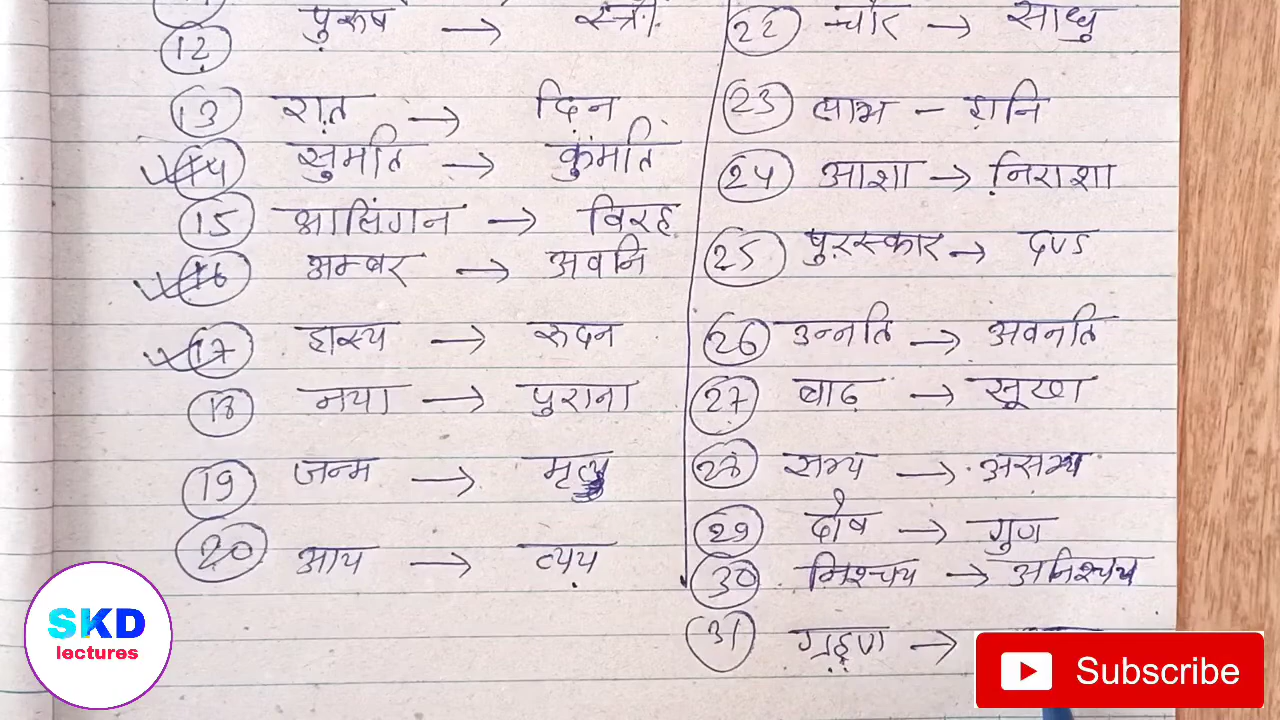 12 पुरुष → स्त्री
13 रात → दिन
14 सुमति → कुमति
15 आलिंगन → विरह
16 अम्बर → अवनि
17 हास्य → रुदन
18 नया → पुराना
19 जन्म → मृत्यु
20 आय → व्यय
22 चोर → साधु
23 लाभ - हानि
24 आशा → निराशा
25 पुरस्कार → दण्ड
26 उन्नति → अवनति
27 बाढ़ → सूखा
28 सभ्य → असभ्य
29 दोष → गुण
30 निश्चय → अनिश्चय
31 ग्रहण →
SKD
lectures
Subscribe